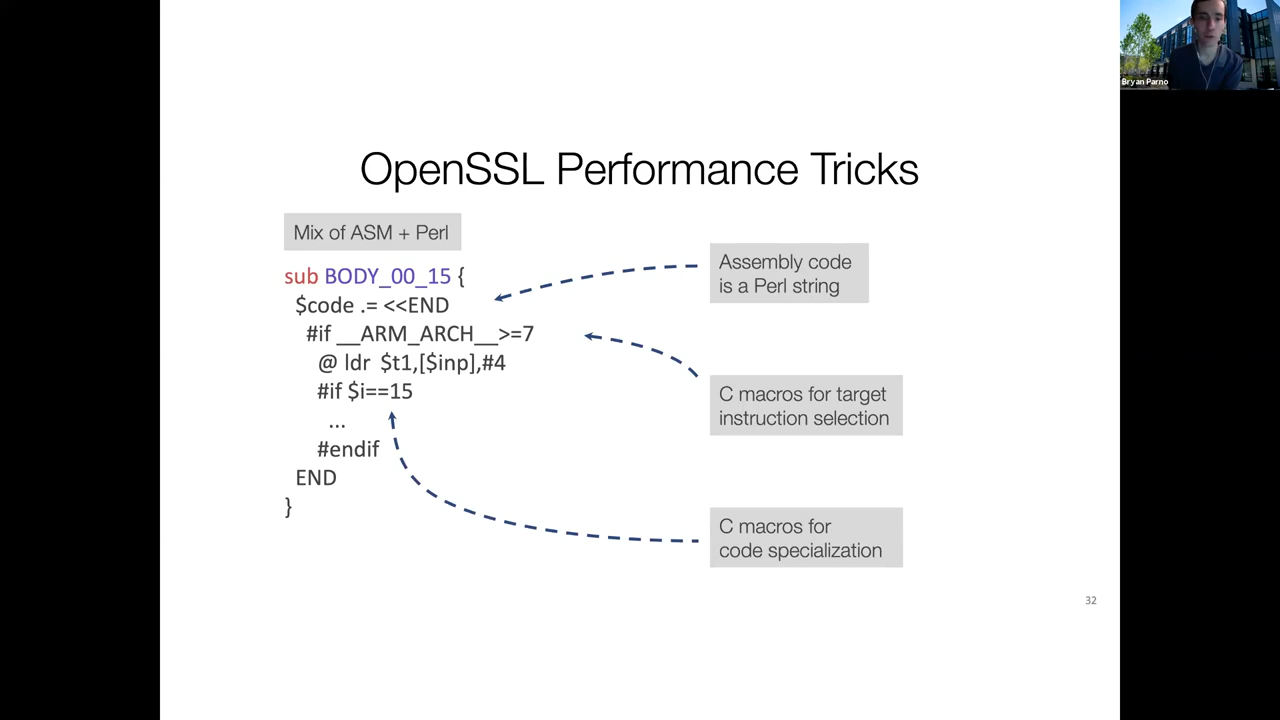 Bryan Parno
OpenSSL Performance Tricks
Mix of ASM + Perl
sub BODY_00_15 {
$code .= <<END
#if __ARM_ARCH__>=7
@ ldr $t1,[$inp],#4
#if $i==15
...
#endif
END
}
Assembly code
is a Perl string
C macros for target
instruction selection
C macros for
code specialization
32